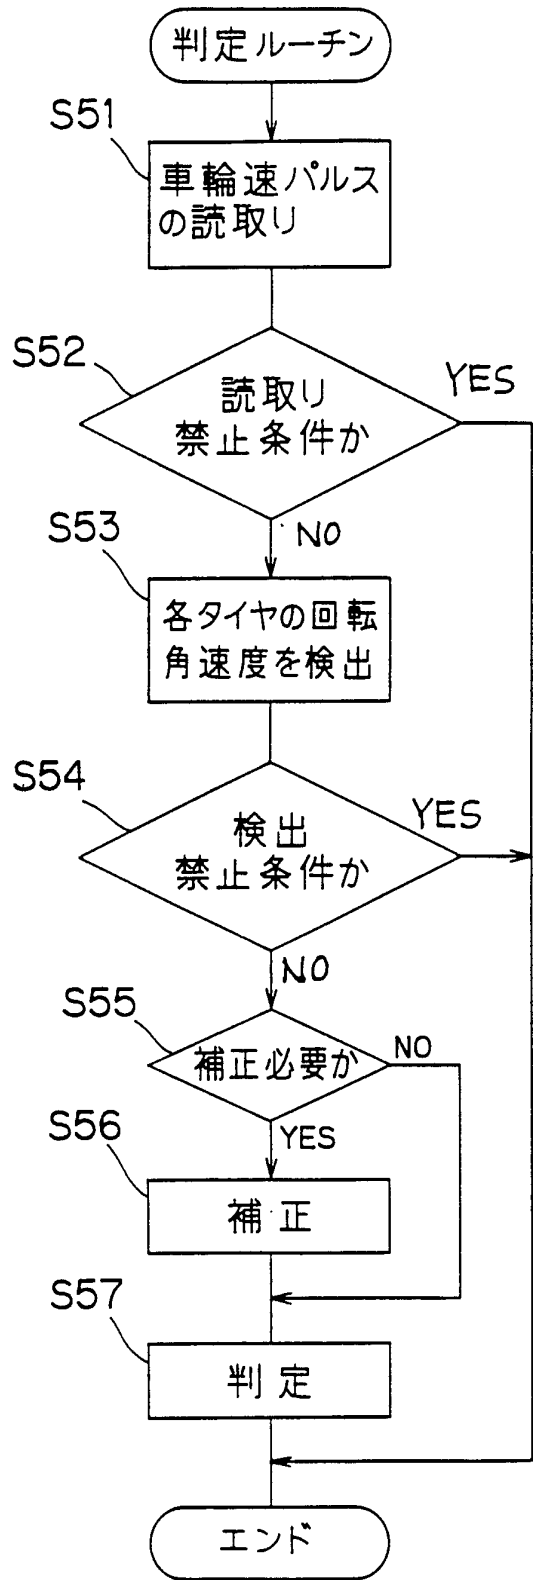 判定ルーチン
S51
車輪速パルス
の読取り
S52
読取り
禁止条件か
YES
NO
S53
各タイヤの回転
角速度を検出
S54
検出
禁止条件か
YES
NO
S55
補正必要か
NO
YES
S56
補正
S57
判定
エンド